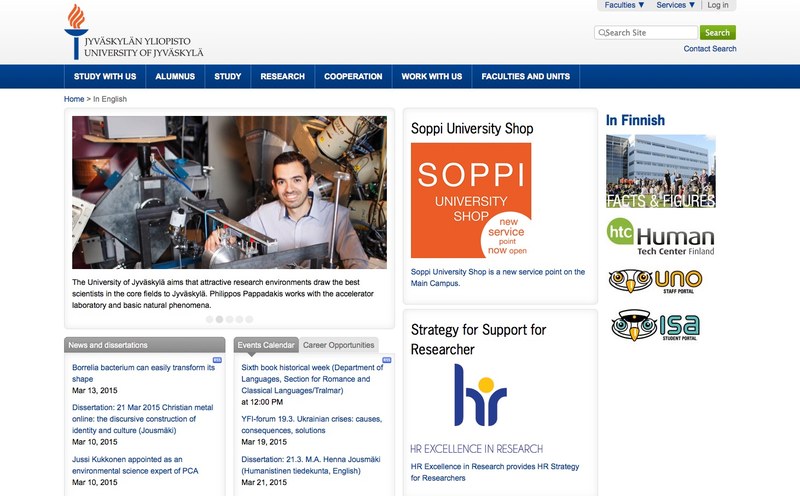 Faculties ▼ Services ▼ Log in
JYVÄSKYLÄN YLIOPISTO
UNIVERSITY OF JYVÄSKYLÄ
Search Site Search
Contact Search
STUDY WITH US ALUMNUS STUDY RESEARCH COOPERATION WORK WITH US FACULTIES AND UNITS
Home > In English
The University of Jyväskylä aims that attractive research environments draw the best
scientists in the core fields to Jyväskylä. Philippos Pappadakis works with the accelerator
laboratory and basic natural phenomena.
News and dissertations
RSS
Borrelia bacterium can easily transform its
shape
Mar 13, 2015
Dissertation: 21 Mar 2015 Christian metal
online: the discursive construction of
identity and culture (Jousmäki)
Mar 10, 2015
Jussi Kukkonen appointed as an
environmental science expert of PCA
Mar 10, 2015
Events Calendar Career Opportunities
RSS
Sixth book historical week (Department of
Languages, Section for Romance and
Classical Languages/Tralmar)
at 12:00 PM
YFI-forum 19.3. Ukrainian crises: causes,
consequences, solutions
Mar 19, 2015
Dissertation: 21.3. M.A. Henna Jousmäki
(Humanistinen tiedekunta, English)
Mar 21, 2015
Soppi University Shop
SOPPI
UNIVERSITY
SHOP
new
service
point
now open
Soppi University Shop is a new service point on the
Main Campus.
Strategy for Support for
Researcher
hr
HR EXCELLENCE IN RESEARCH
HR Excellence in Research provides HR Strategy
for Researchers
In Finnish
FACTS & FIGURES
htc Human
Tech Center Finland
uno
STAFF PORTAL
isa
STUDENT PORTAL